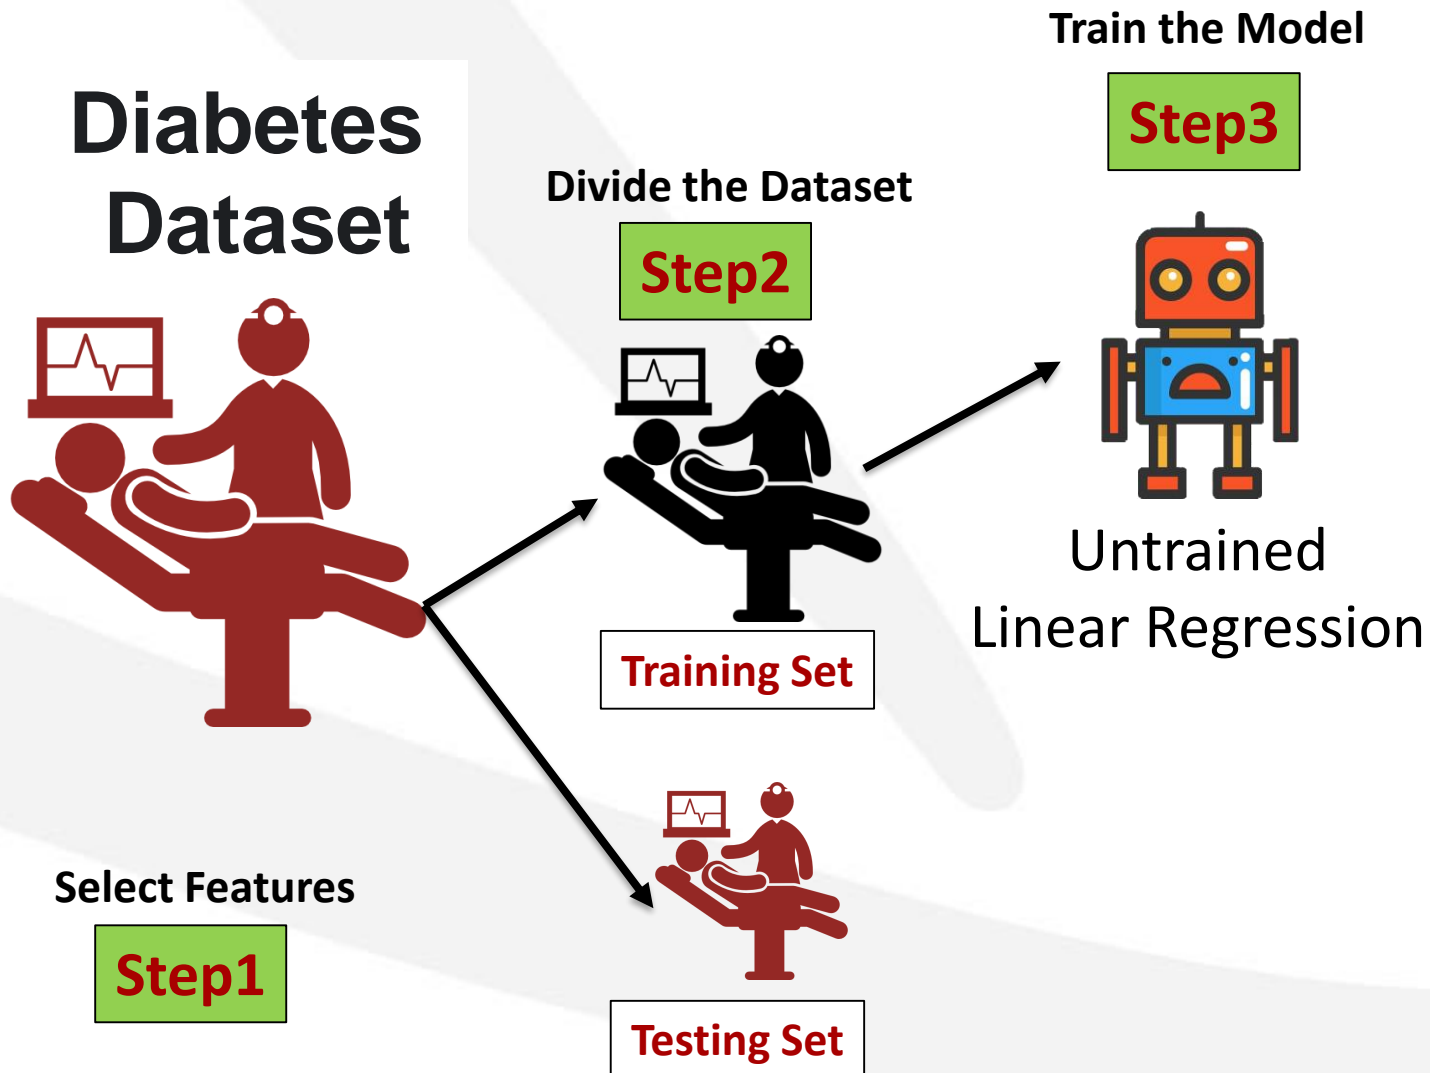 Diabetes
Dataset
Select Features
Step1
Divide the Dataset
Step2
Training Set
Testing Set
Train the Model
Step3
Untrained
Linear Regression